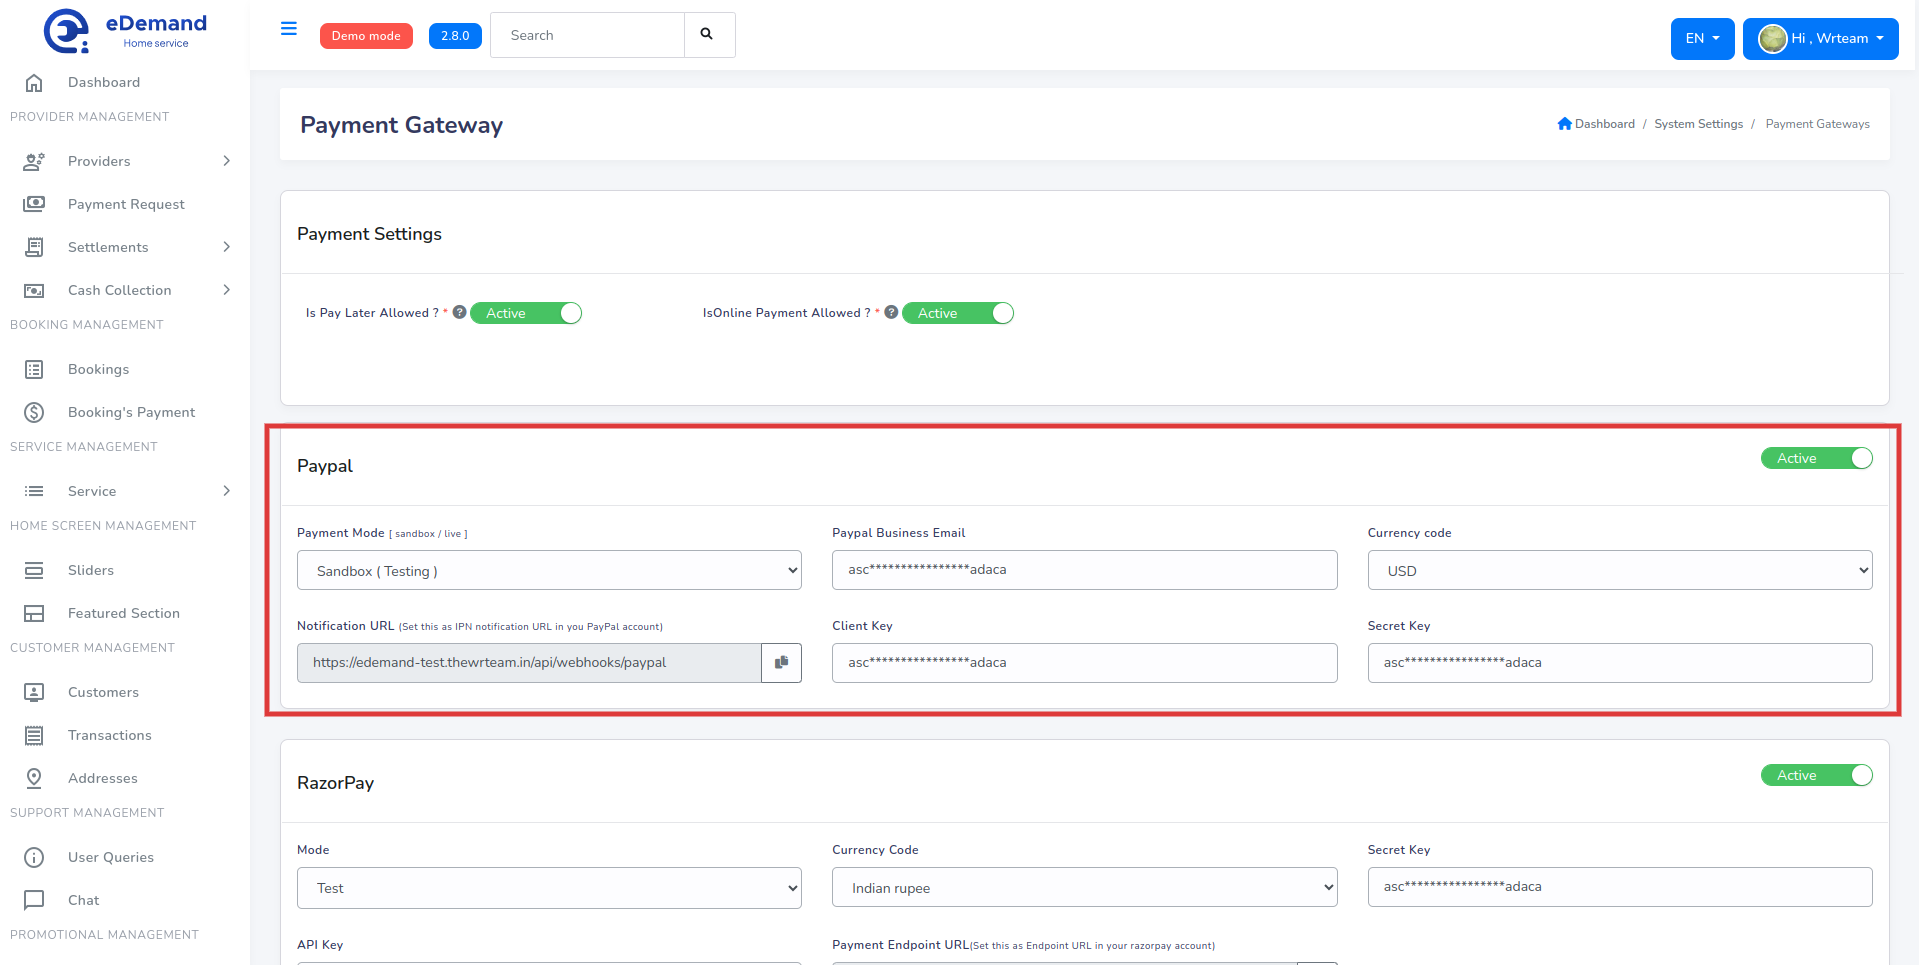 eDemand
Home service
Demo mode
2.8.0
Search
EN
Hi , Wrteam
Dashboard
PROVIDER MANAGEMENT
Providers
Payment Request
Settlements
Cash Collection
BOOKING MANAGEMENT
Bookings
Booking's Payment
SERVICE MANAGEMENT
Service
HOME SCREEN MANAGEMENT
Sliders
Featured Section
CUSTOMER MANAGEMENT
Customers
Transactions
Addresses
SUPPORT MANAGEMENT
User Queries
Chat
PROMOTIONAL MANAGEMENT
Payment Gateway
Dashboard / System Settings / Payment Gateways
Payment Settings
Is Pay Later Allowed ? * Active
IsOnline Payment Allowed ? * Active
Paypal
Active
Payment Mode [ sandbox / live ]
Sandbox ( Testing )
Paypal Business Email
asc****************adaca
Currency code
USD
Notification URL (Set this as IPN notification URL in you PayPal account)
https://edemand-test.thewrteam.in/api/webhooks/paypal
Client Key
asc****************adaca
Secret Key
asc****************adaca
RazorPay
Active
Mode
Test
Currency Code
Indian rupee
Secret Key
asc****************adaca
API Key
Payment Endpoint URL(Set this as Endpoint URL in your razorpay account)